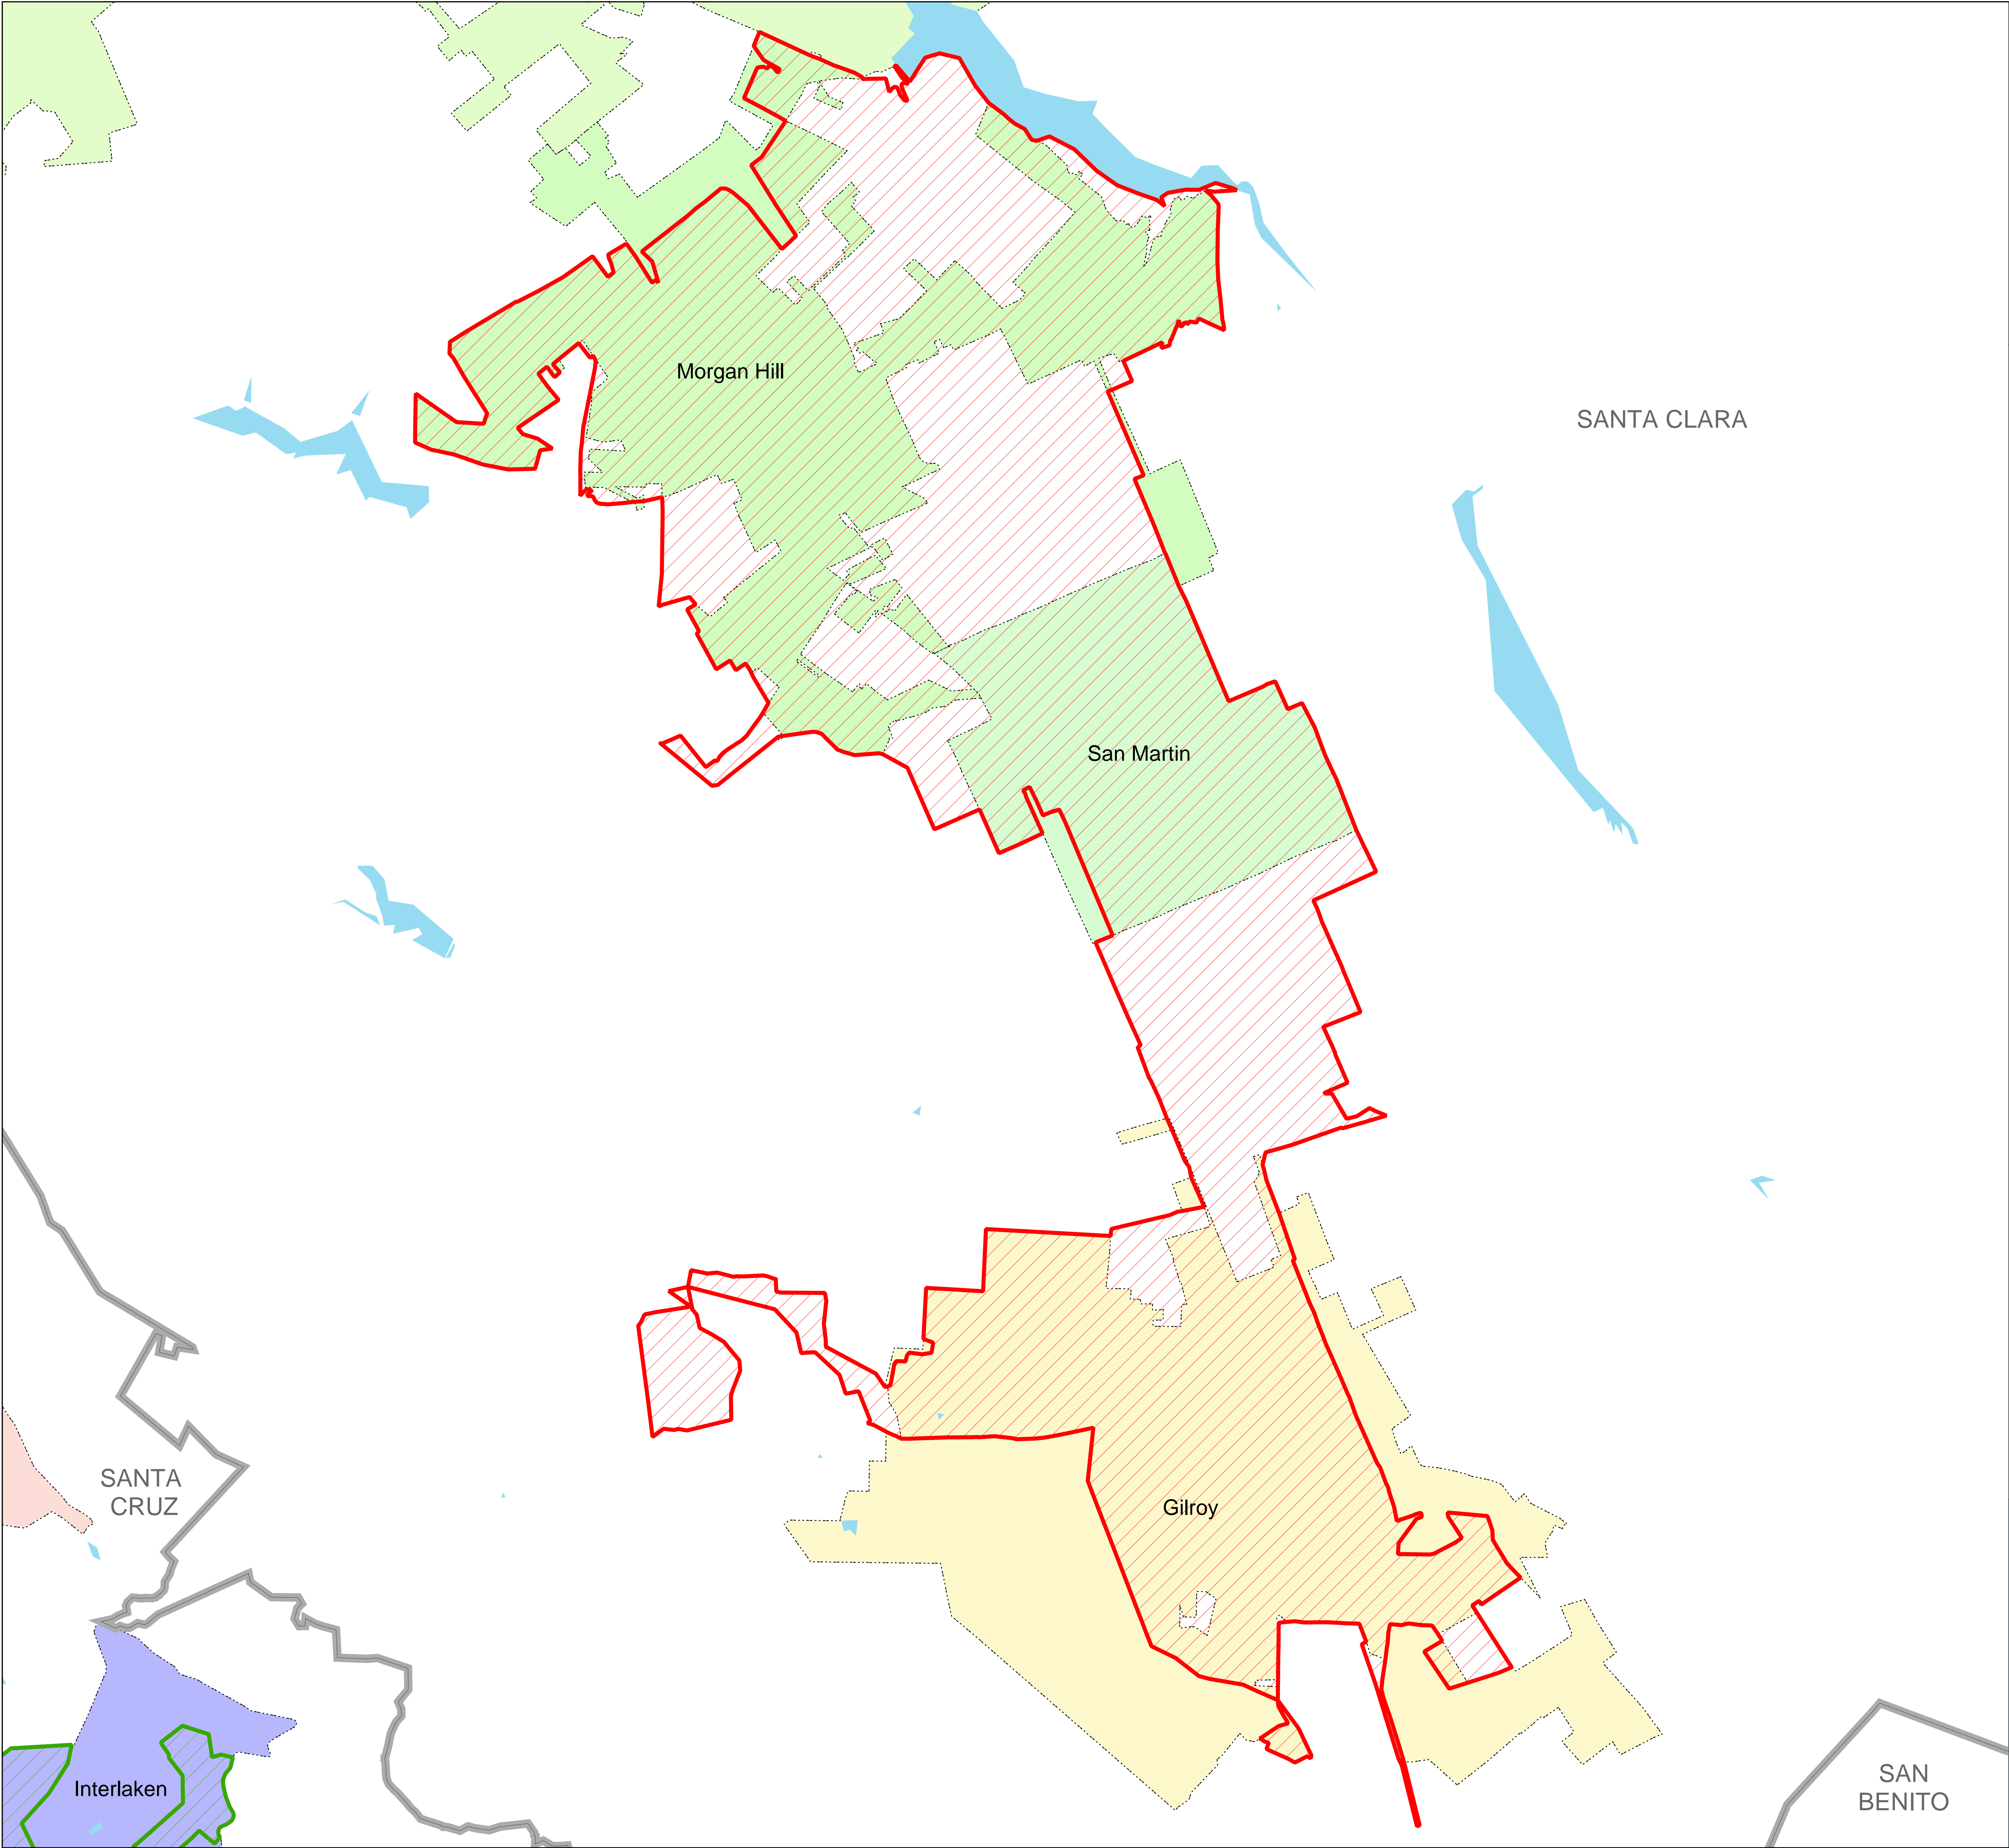 Morgan Hill
SANTA CLARA
San Martin
SANTA
CRUZ
Gilroy
Interlaken
SAN
BENITO